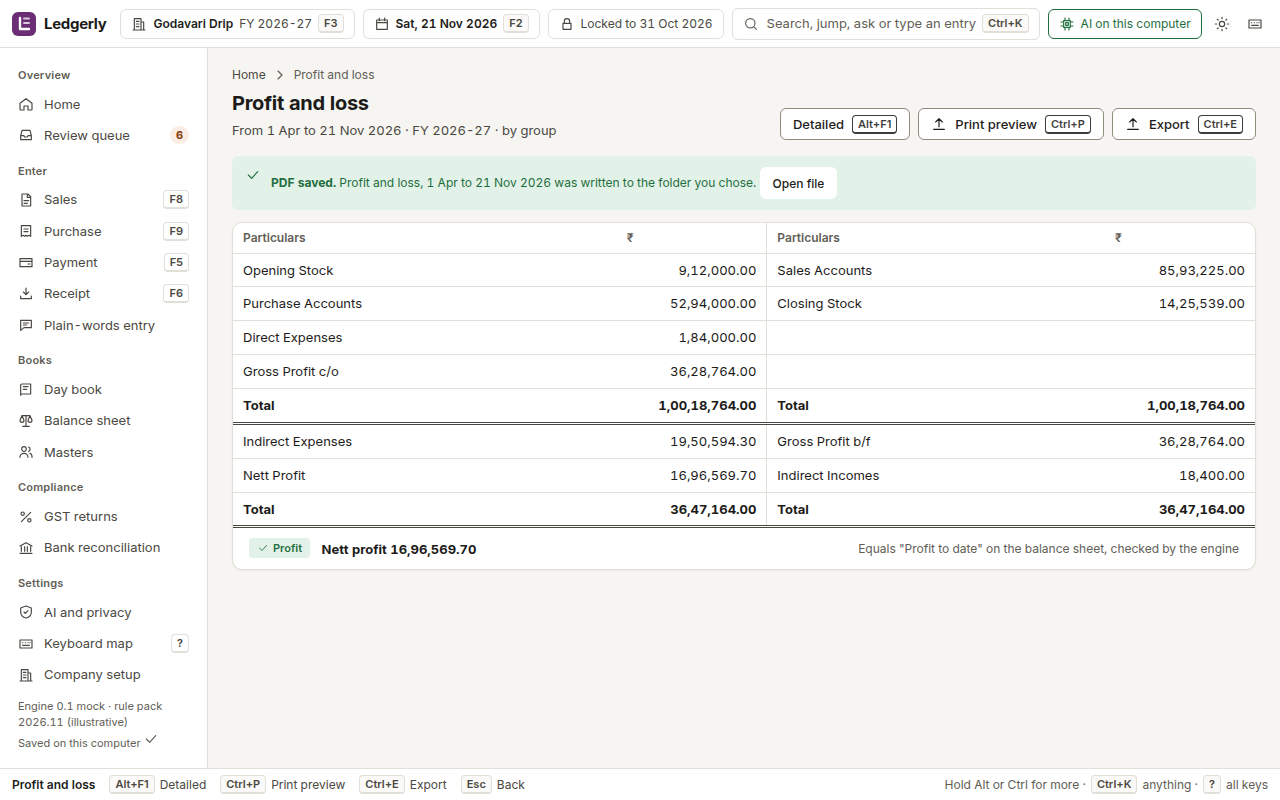 Ledgerly
Godavari Drip FY 2026-27 F3
Sat, 21 Nov 2026 F2
Locked to 31 Oct 2026
Search, jump, ask or type an entry Ctrl+K
AI on this computer
Overview
Home
Review queue 6
Enter
Sales F8
Purchase F9
Payment F5
Receipt F6
Plain-words entry
Books
Day book
Balance sheet
Masters
Compliance
GST returns
Bank reconciliation
Settings
AI and privacy
Keyboard map ?
Company setup
Engine 0.1 mock · rule pack
2026.11 (illustrative)
Saved on this computer
Home Profit and loss
Profit and loss
From 1 Apr to 21 Nov 2026 · FY 2026-27 · by group
Detailed Alt+F1
Print preview Ctrl+P
Export Ctrl+E
PDF saved. Profit and loss, 1 Apr to 21 Nov 2026 was written to the folder you chose. Open file
Particulars ₹ Particulars ₹
Opening Stock 9,12,000.00 Sales Accounts 85,93,225.00
Purchase Accounts 52,94,000.00 Closing Stock 14,25,539.00
Direct Expenses 1,84,000.00
Gross Profit c/o 36,28,764.00
Total 1,00,18,764.00 Total 1,00,18,764.00
Indirect Expenses 19,50,594.30 Gross Profit b/f 36,28,764.00
Nett Profit 16,96,569.70 Indirect Incomes 18,400.00
Total 36,47,164.00 Total 36,47,164.00
Profit Nett profit 16,96,569.70 Equals "Profit to date" on the balance sheet, checked by the engine
Profit and loss Alt+F1 Detailed Ctrl+P Print preview Ctrl+E Export Esc Back
Hold Alt or Ctrl for more · Ctrl+K anything · ? all keys